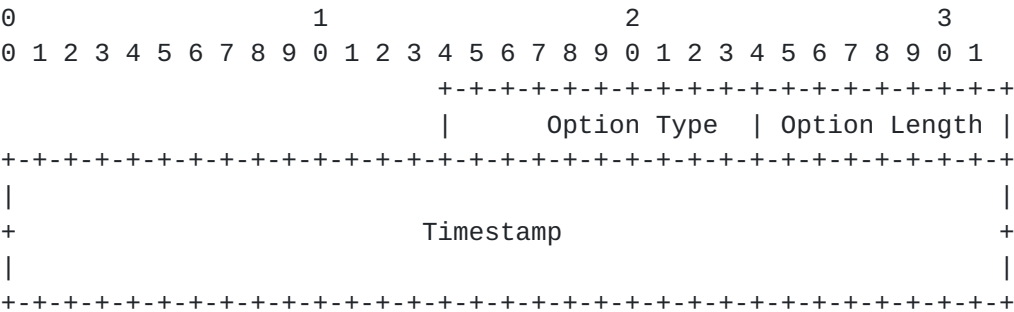 0                   1                   2                   3
0 1 2 3 4 5 6 7 8 9 0 1 2 3 4 5 6 7 8 9 0 1 2 3 4 5 6 7 8 9 0 1
                            +-+-+-+-+-+-+-+-+-+-+-+-+-+-+-+-+-+-+
                            |      Option Type  | Option Length |
+-+-+-+-+-+-+-+-+-+-+-+-+-+-+-+-+-+-+-+-+-+-+-+-+-+-+-+-+-+-+-+-+
|                                                               |
+                          Timestamp                            +
|                                                               |
+-+-+-+-+-+-+-+-+-+-+-+-+-+-+-+-+-+-+-+-+-+-+-+-+-+-+-+-+-+-+-+-+